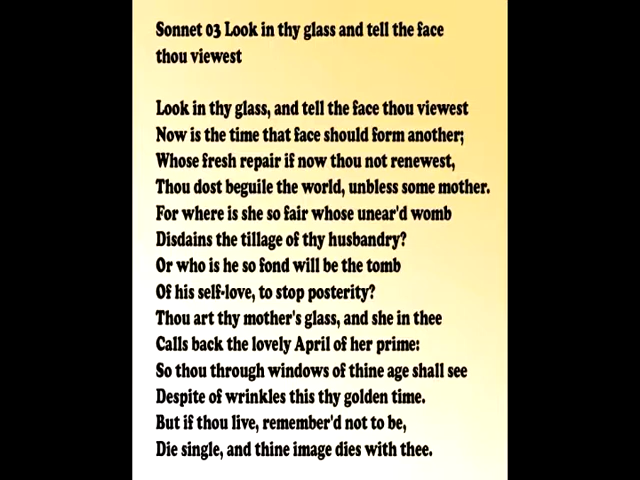 Sonnet 03 Look in thy glass and tell the face
thou viewest
Look in thy glass, and tell the face thou viewest
Now is the time that face should form another;
Whose fresh repair if now thou not renewest,
Thou dost beguile the world, unbless some mother.
For where is she so fair whose unear'd womb
Disdains the tillage of thy husbandry?
Or who is he so fond will be the tomb
Of his self-love, to stop posterity?
Thou art thy mother's glass, and she in thee
Calls back the lovely April of her prime:
So thou through windows of thine age shall see
Despite of wrinkles this thy golden time.
But if thou live, remember'd not to be,
Die single, and thine image dies with thee.